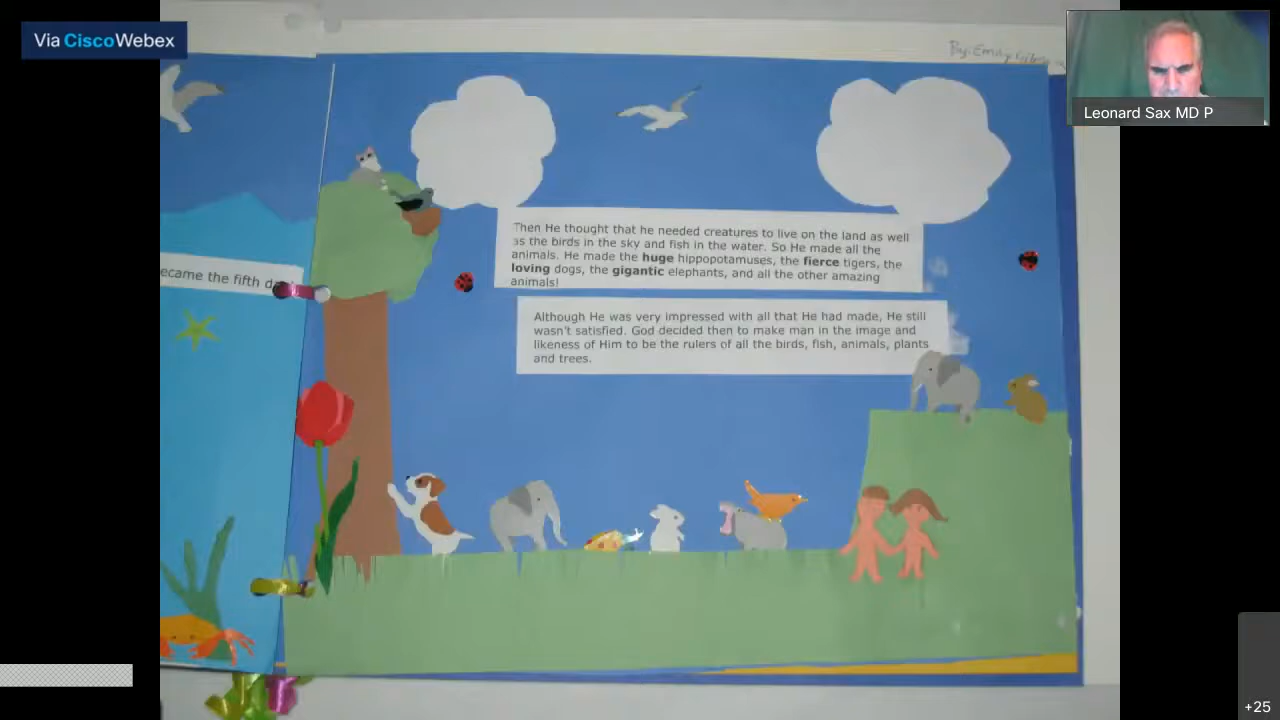 Via Cisco Webex
By: Emily
Leonard Sax MD P
Then He thought that he needed creatures to live on the land as well
as the birds in the sky and fish in the water. So He made all the
animals. He made the huge hippopotamuses, the fierce tigers, the
loving dogs, the gigantic elephants, and all the other amazing
animals!
ecame the fifth d
Although He was very impressed with all that He had made, He still
wasn't satisfied. God decided then to make man in the image and
likeness of Him to be the rulers of all the birds, fish, animals, plants
and trees.
+25